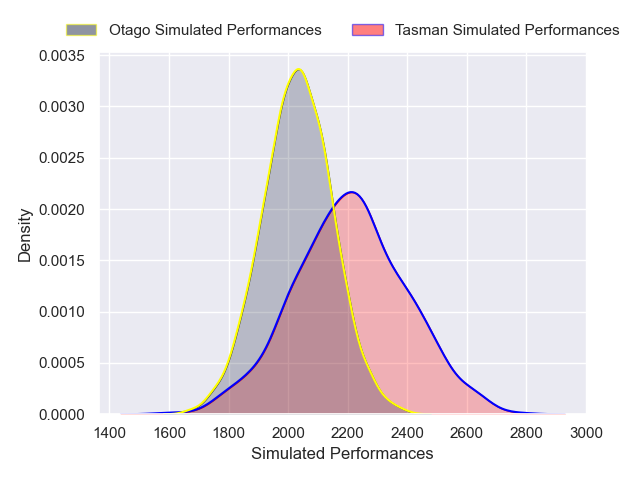 Otago Simulated Performances Tasman Simulated Performances
0.0035
0.0030
0.0025
0.0020
0.0015
0.0010
0.0005
0.0000
Density
1400 1600 1800 2000 2200 2400 2600 2800 3000
Simulated Performances